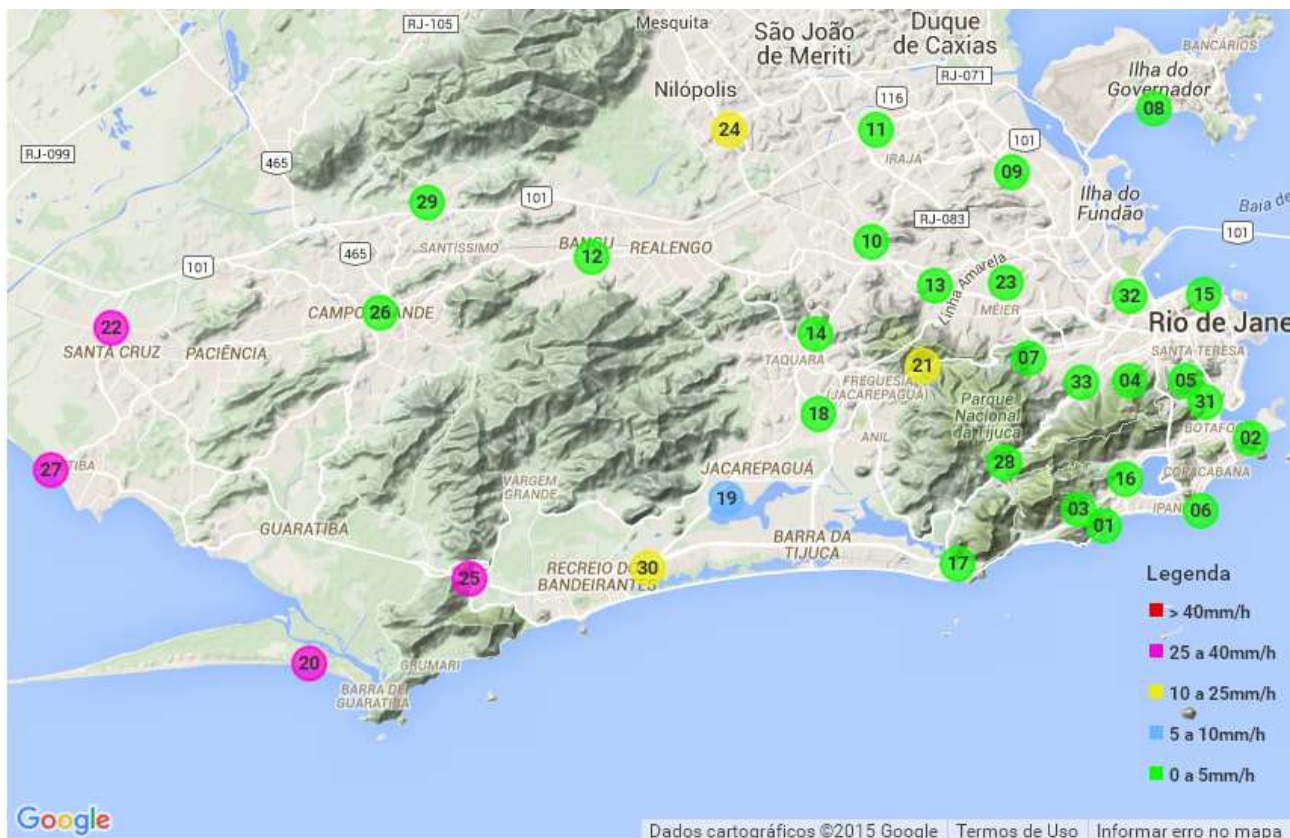 RJ-105
Mesquita
São João
de Meriti
Duque
de Caxias
BANCÁRIOS
RJ-071
Ilha do
Governador
Nilópolis
116
08
24
11
101
RJ-099
465
IRAJÁ
09
Ilha do
Fundão
29
101
RJ-083
Baia de
101
10
SANTÍSSIMO
BANGU
REALENGO
465
12
101
Linha Amarela
13
23
MÉIER
32
15
26
CAMPO GRANDE
22
SANTA CRUZ
PACIÊNCIA
14
TAQUARA
Rio de Jane
SANTA TERESA
07
21
FREGUESIA
(JACAREPAGUÁ)
33
04
05
31
Parque
Nacional
da Tijuca
18
ANIL
BOTAFO
02
27
TIBA
JACAREPAGUÁ
28
COPACABANA
16
VARGEM
GRANDE
19
03
06
IPAN
01
GUARATIBA
BARRA DA
TIJUCA
17
RECREIO DOS
BANDEIRANTES
30
25
Legenda
> 40mm/h
25 a 40mm/h
10 a 25mm/h
5 a 10mm/h
0 a 5mm/h
20
GRUMARI
BARRA DE
GUARATIBA
Google
Dados cartográficos ©2015 Google
Termos de Uso
Informar erro no mapa